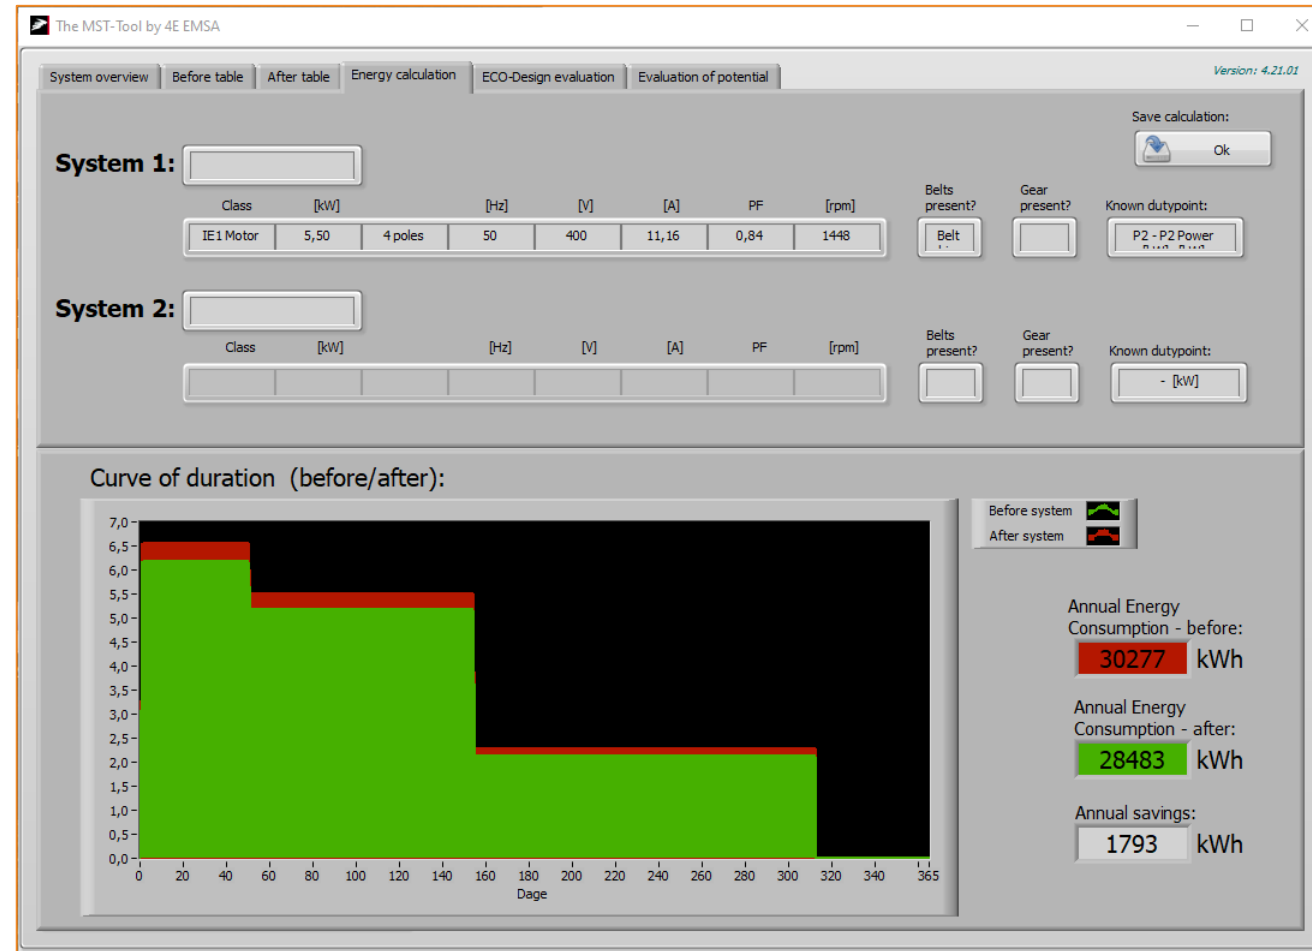 The MST-Tool by 4E EMSA
System overview Before table After table Energy calculation ECO-Design evaluation Evaluation of potential
Version: 4.21.01
Save calculation:
Ok
System 1:
Class [kW] [Hz] [V] [A] PF [rpm]
Belts present? Gear present? Known dutypoint:
IE1 Motor 5,50 4 poles 50 400 11,16 0,84 1448 Belt P2 - P2 Power
System 2:
Class [kW] [Hz] [V] [A] PF [rpm]
Belts present? Gear present? Known dutypoint:
- [kW]
Curve of duration (before/after):
Before system
After system
7,0
6,5
6,0
5,5
5,0
4,5
4,0
3,5
3,0
2,5
2,0
1,5
1,0
0,5
0,0
0 20 40 60 80 100 120 140 160 180 200 220 240 260 280 300 320 340 365
Dage
Annual Energy
Consumption - before:
30277 kWh
Annual Energy
Consumption - after:
28483 kWh
Annual savings:
1793 kWh